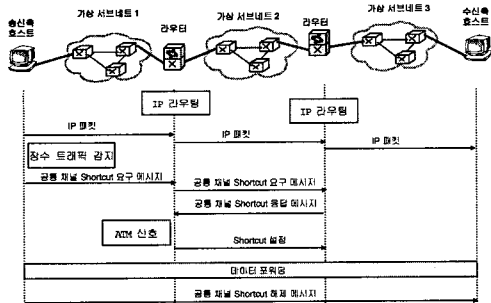 송신측
호스트
가상 서브네트 1
라우터
가상 서브네트 2
라우터
가상 서브네트 3
수신측
호스트
IP 라우팅
IP 라우팅
IP 패킷
IP 패킷
IP 패킷
장수 트래픽 감지
공통 채널 Shortcut 요구 메시지
공통 채널 Shortcut 요구 메시지
공통 채널 Shortcut 응답 메시지
ATM 신호
Shortcut 설정
데이터 포워딩
공통 채널 Shortcut 해제 메시지